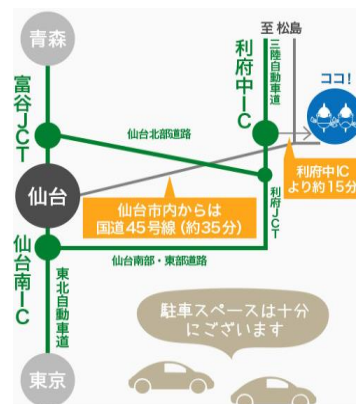 青森
至 松島
三陸自動車道
利府中IC
ココ!
富谷JCT
仙台北部道路
仙台
利府中IC
より約15分
仙台市内からは
国道45号線(約35分)
利府JCT
仙台南IC
仙台南部・東部道路
東北自動車道
駐車スペースは十分
にございます
東京